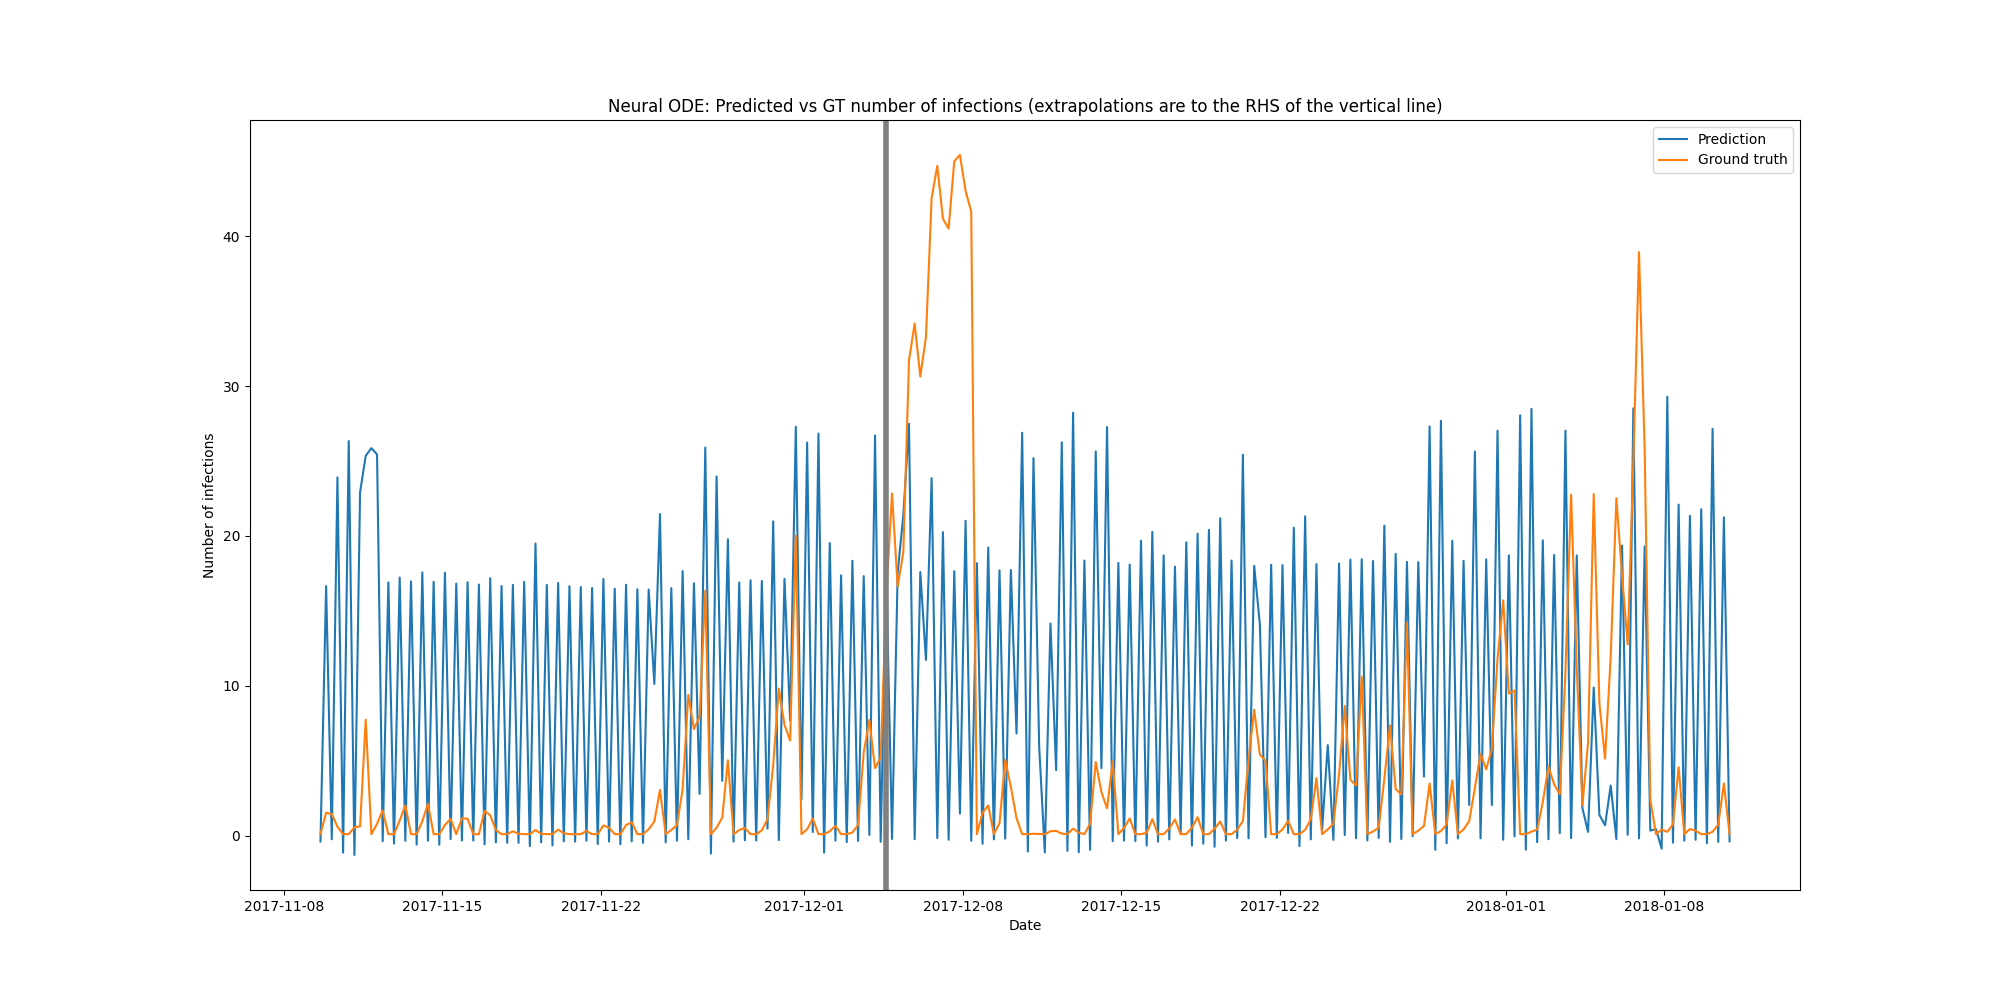 Neural ODE: Predicted vs GT number of infections (extrapolations are to the RHS of the vertical line)
Prediction
Ground truth
Number of infections
40
30
20
10
0
2017-11-08 2017-11-15 2017-11-22 2017-12-01 2017-12-08 2017-12-15 2017-12-22 2018-01-01 2018-01-08
Date